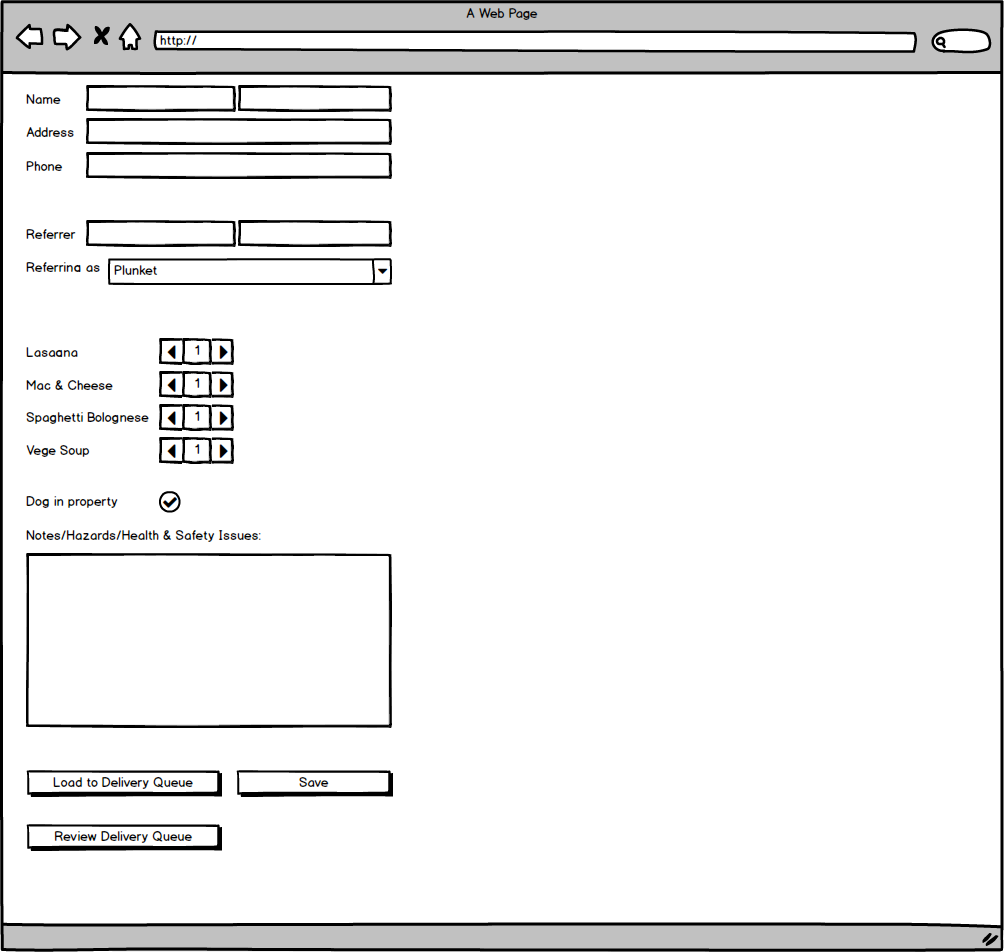 A Web Page
http://
Name
Address
Phone
Referrer
Referring as
Plunket
Lasagna
1
Mac & Cheese
1
Spaghetti Bolognese
1
Vege Soup
1
Dog in property
Notes/Hazards/Health & Safety Issues:
Load to Delivery Queue
Save
Review Delivery Queue